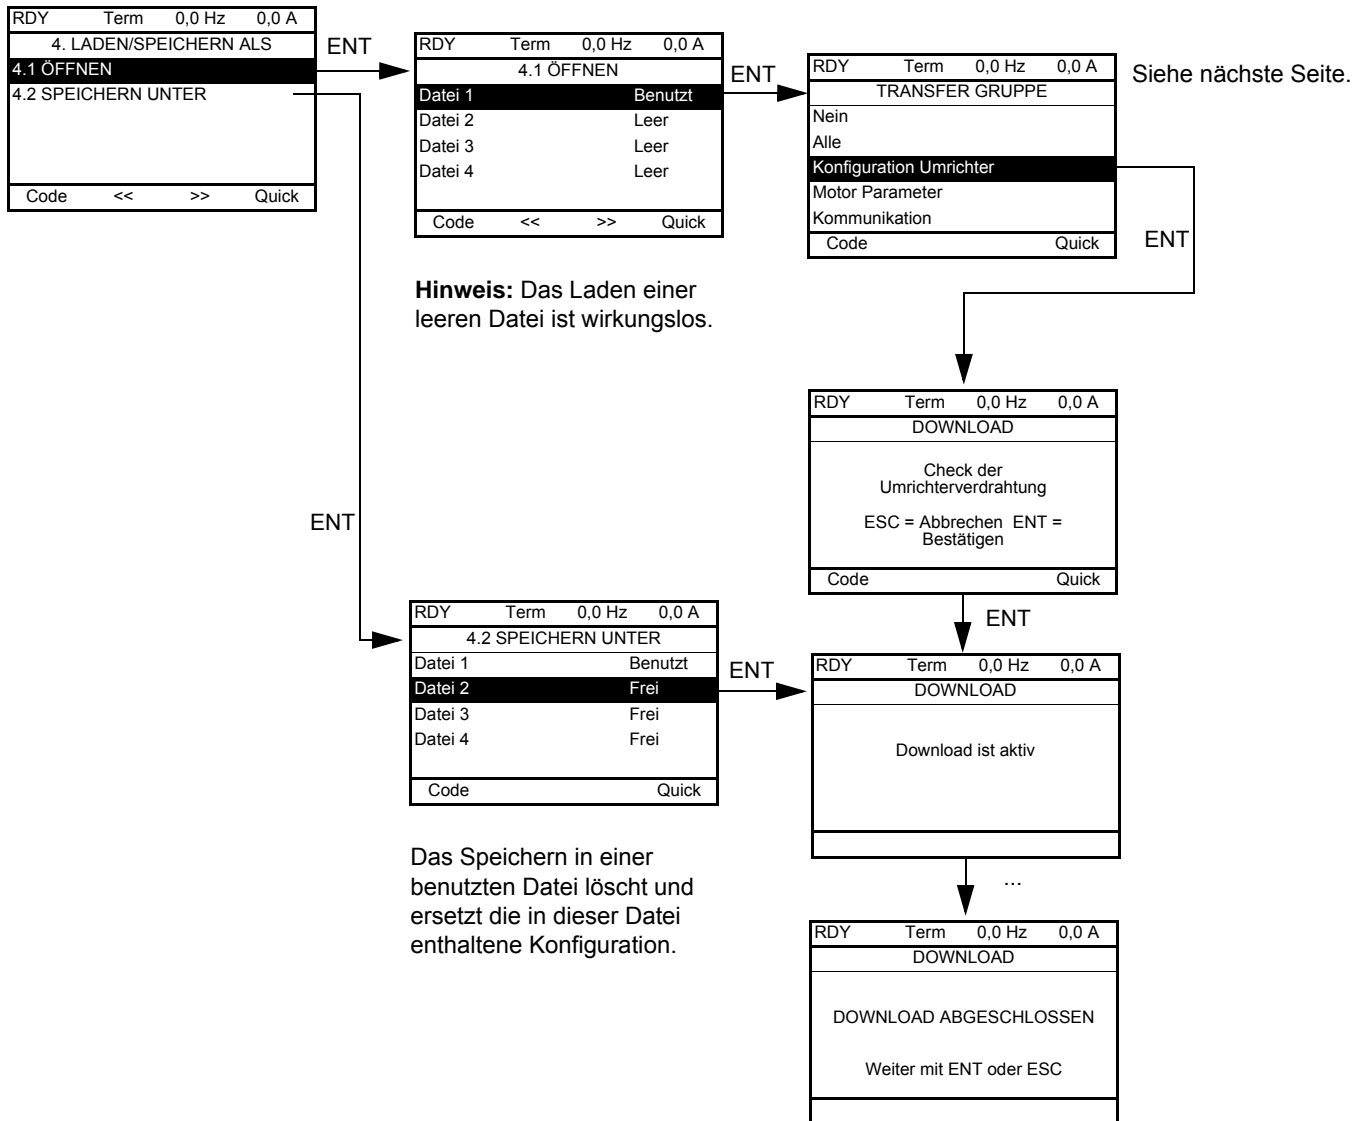 RDY Term 0,0 Hz 0,0 A
4. LADEN/SPEICHERN ALS
4.1 ÖFFNEN
4.2 SPEICHERN UNTER
Code << >> Quick
ENT
RDY Term 0,0 Hz 0,0 A
4.1 ÖFFNEN
Datei 1 Benutzt
Datei 2 Leer
Datei 3 Leer
Datei 4 Leer
Code << >> Quick
ENT
RDY Term 0,0 Hz 0,0 A
TRANSFER GRUPPE
Nein
Alle
Konfiguration Umrichter
Motor Parameter
Kommunikation
Code Quick
Siehe nächste Seite.
ENT
Hinweis: Das Laden einer
leeren Datei ist wirkungslos.
RDY Term 0,0 Hz 0,0 A
DOWNLOAD
Check der
Umrichterverdrahtung
ESC = Abbrechen ENT =
Bestätigen
Code Quick
ENT
ENT
RDY Term 0,0 Hz 0,0 A
4.2 SPEICHERN UNTER
Datei 1 Benutzt
Datei 2 Frei
Datei 3 Frei
Datei 4 Frei
Code Quick
ENT
RDY Term 0,0 Hz 0,0 A
DOWNLOAD
Download ist aktiv
...
Das Speichern in einer
benutzten Datei löscht und
ersetzt die in dieser Datei
enthaltene Konfiguration.
RDY Term 0,0 Hz 0,0 A
DOWNLOAD
DOWNLOAD ABGESCHLOSSEN
Weiter mit ENT oder ESC